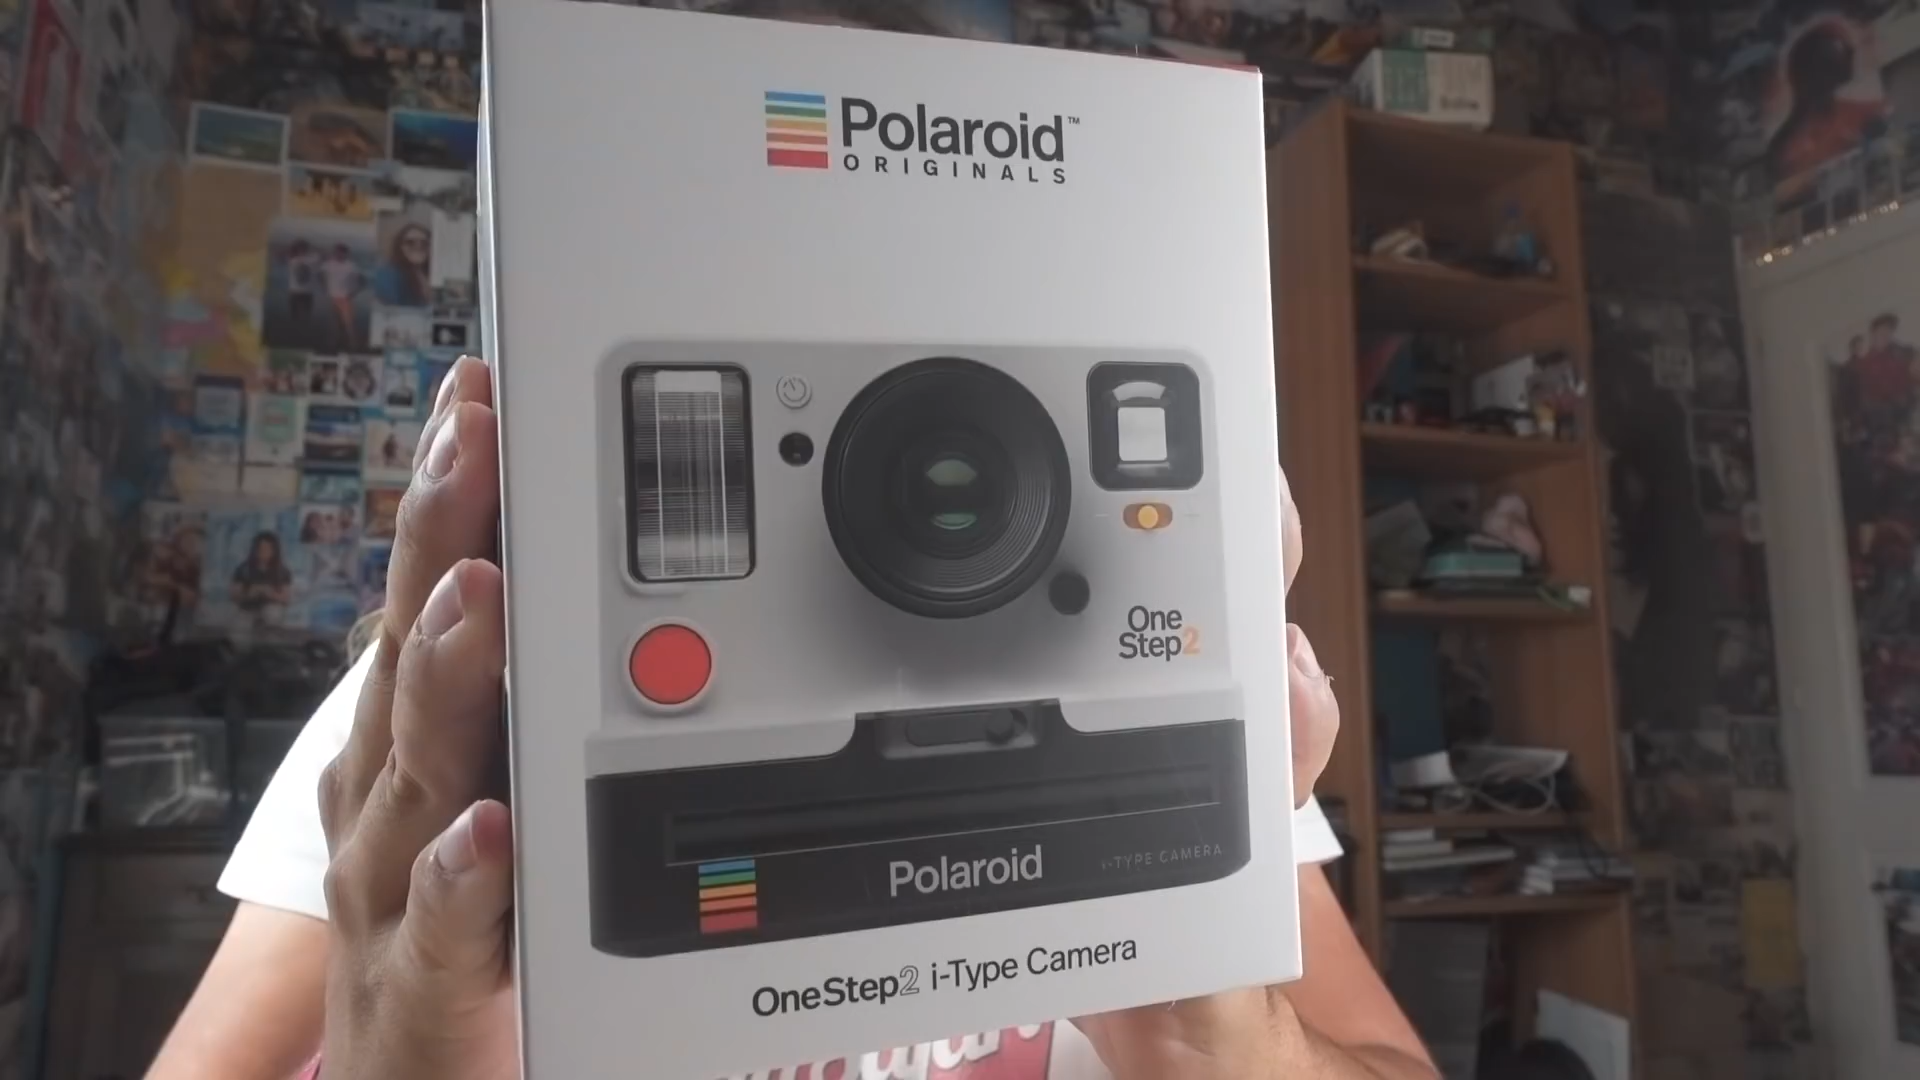 Polaroid™
ORIGINALS
One
Step2
Polaroid
i-TYPE CAMERA
OneStep2 i-Type Camera